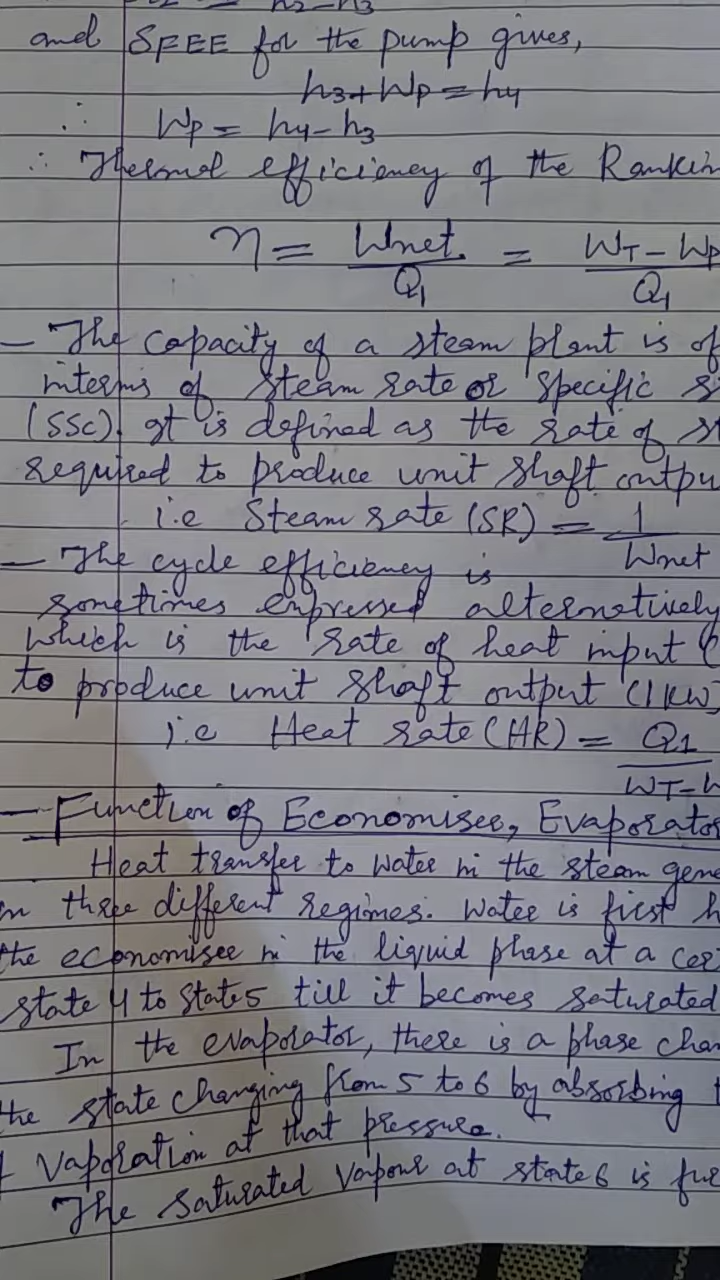 and SFEE for the pump gives,
h3+WP = h4
∴ WP = h4-h3
∴ Thermal efficiency of the Rankin
η = Wnet. / Q1 = WT-WP / Q1
- The capacity of a steam plant is of
interms of steam rate or specific s
(SSC). It is defined as the rate of st
required to produce unit shaft outpu
i.e Steam rate (SR) = 1 / Wnet
- The cycle efficiency is
sometimes expressed alternatively
which is the rate of heat input (
to produce unit shaft output (1KW)
i.e Heat rate (HR) = Q1 / WT-W
- Function of Economiser, Evaporator
Heat transfer to water in the steam gene
in three different regimes. Water is first h
the economiser in the liquid phase at a cer
state 4 to state 5 till it becomes saturated
In the evaporator, there is a phase chan
the state changing from 5 to 6 by absorbing t
f vaporation at that pressure.
The saturated vapour at state 6 is fur